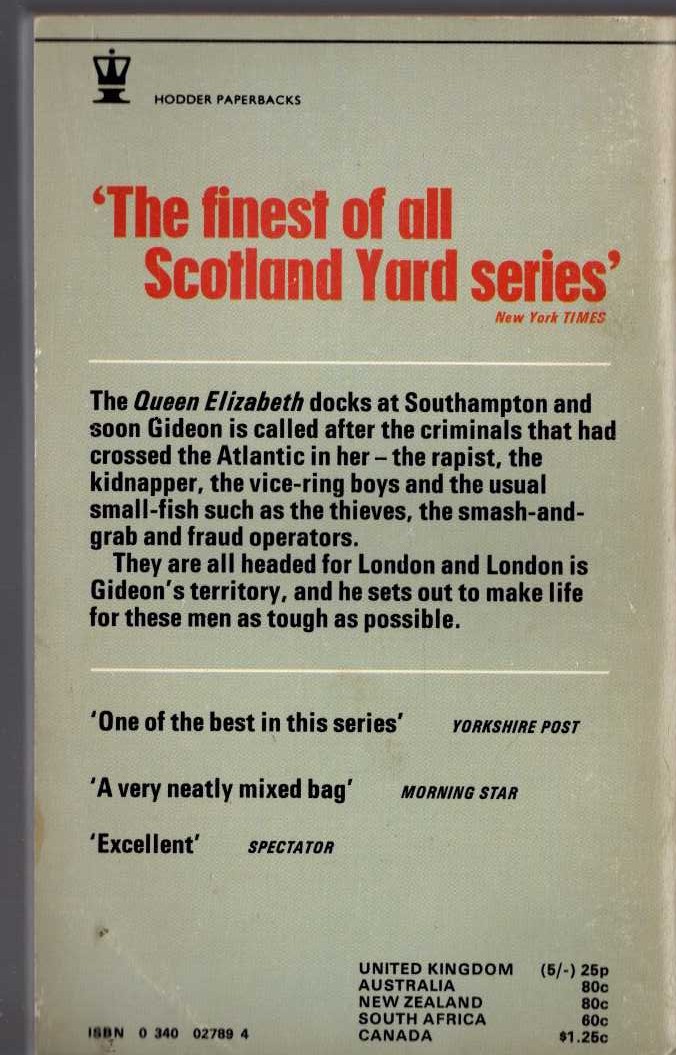 HODDER PAPERBACKS
‘The finest of all
Scotland Yard series’
New York TIMES
The Queen Elizabeth docks at Southampton and
soon Gideon is called after the criminals that had
crossed the Atlantic in her – the rapist, the
kidnapper, the vice-ring boys and the usual
small-fish such as the thieves, the smash-and-
grab and fraud operators.
They are all headed for London and London is
Gideon's territory, and he sets out to make life
for these men as tough as possible.
‘One of the best in this series’ YORKSHIRE POST
‘A very neatly mixed bag’ MORNING STAR
‘Excellent’ SPECTATOR
UNITED KINGDOM (5/-) 25p
AUSTRALIA 80c
NEW ZEALAND 80c
SOUTH AFRICA 60c
CANADA $1.25c
ISBN 0 340 02789 4